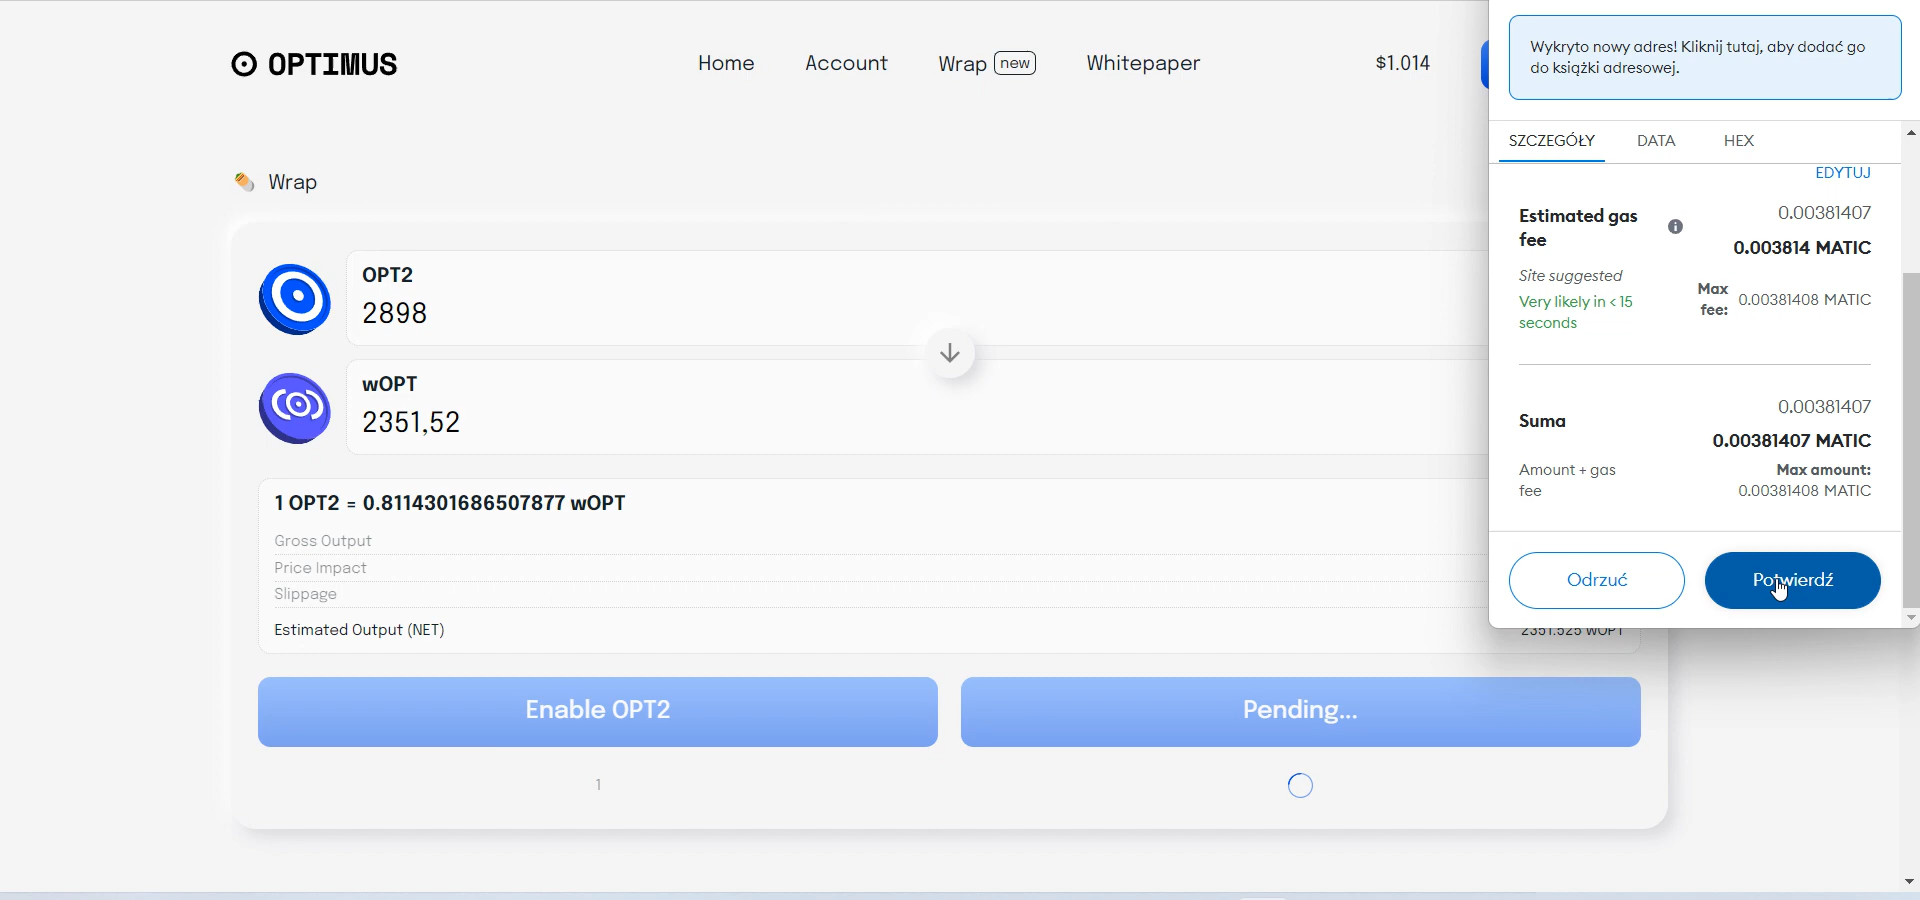 OPTIMUS
Home
Account
Wrap new
Whitepaper
$1.014
Wrap
OPT2
2898
wOPT
2351,52
1 OPT2 = 0.8114301686507877 wOPT
Gross Output
Price Impact
Slippage
Estimated Output (NET)
2351.525 wOPT
Enable OPT2
Pending...
1
Wykryto nowy adres! Kliknij tutaj, aby dodać go
do książki adresowej.
SZCZEGÓŁY
DATA
HEX
EDYTUJ
Estimated gas
fee
0.00381407
0.003814 MATIC
Site suggested
Very likely in < 15
seconds
Max
fee:
0.00381408 MATIC
Suma
0.00381407
0.00381407 MATIC
Amount + gas
fee
Max amount:
0.00381408 MATIC
Odrzuć
Potwierdź